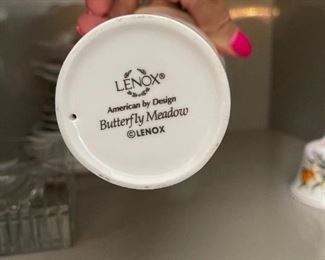 LENOX®
American by Design
Butterfly Meadow
©LENOX